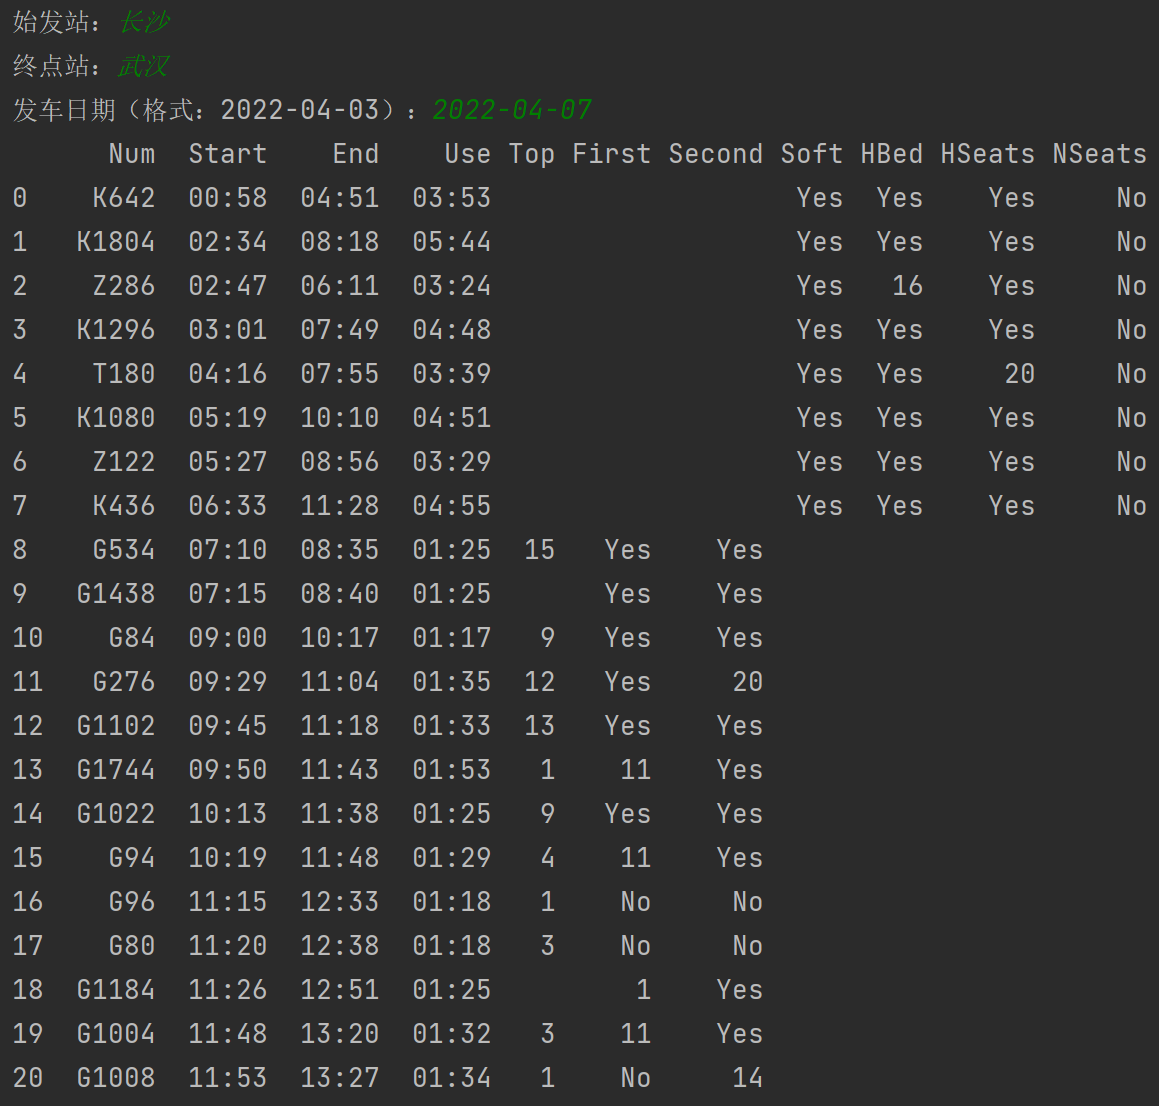 始发站：长沙
终点站：武汉
发车日期（格式：2022-04-03）：2022-04-07
Num Start End Use Top First Second Soft HBed HSeats NSeats
0 K642 00:58 04:51 03:53 Yes Yes Yes No
1 K1804 02:34 08:18 05:44 Yes Yes Yes No
2 Z286 02:47 06:11 03:24 Yes 16 Yes No
3 K1296 03:01 07:49 04:48 Yes Yes Yes No
4 T180 04:16 07:55 03:39 Yes Yes 20 No
5 K1080 05:19 10:10 04:51 Yes Yes Yes No
6 Z122 05:27 08:56 03:29 Yes Yes Yes No
7 K436 06:33 11:28 04:55 Yes Yes Yes No
8 G534 07:10 08:35 01:25 15 Yes Yes
9 G1438 07:15 08:40 01:25 Yes Yes
10 G84 09:00 10:17 01:17 9 Yes Yes
11 G276 09:29 11:04 01:35 12 Yes 20
12 G1102 09:45 11:18 01:33 13 Yes Yes
13 G1744 09:50 11:43 01:53 1 11 Yes
14 G1022 10:13 11:38 01:25 9 Yes Yes
15 G94 10:19 11:48 01:29 4 11 Yes
16 G96 11:15 12:33 01:18 1 No No
17 G80 11:20 12:38 01:18 3 No No
18 G1184 11:26 12:51 01:25 1 Yes
19 G1004 11:48 13:20 01:32 3 11 Yes
20 G1008 11:53 13:27 01:34 1 No 14